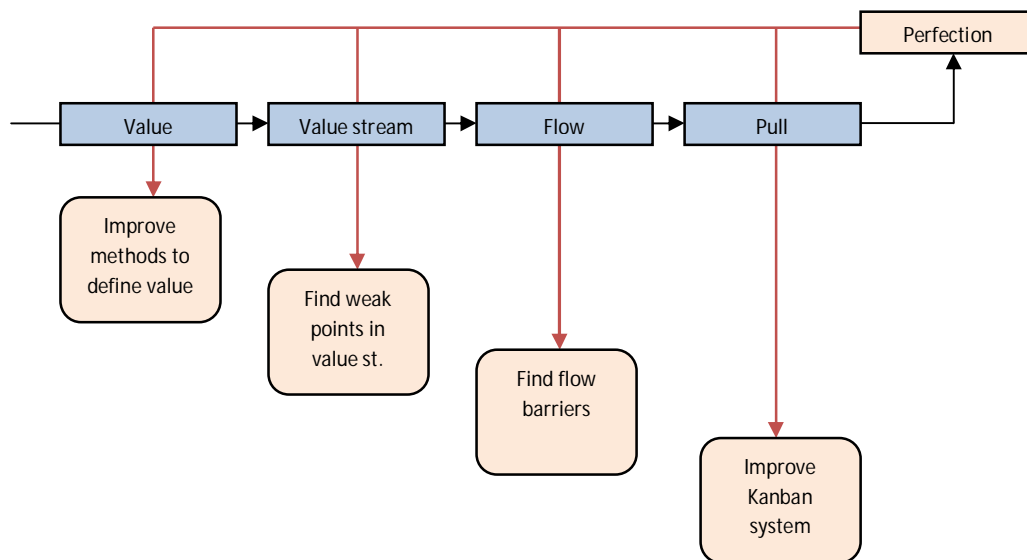 Perfection
Value
Value stream
Flow
Pull
Improve
methods to
define value
Find weak
points in
value st.
Find flow
barriers
Improve
Kanban
system